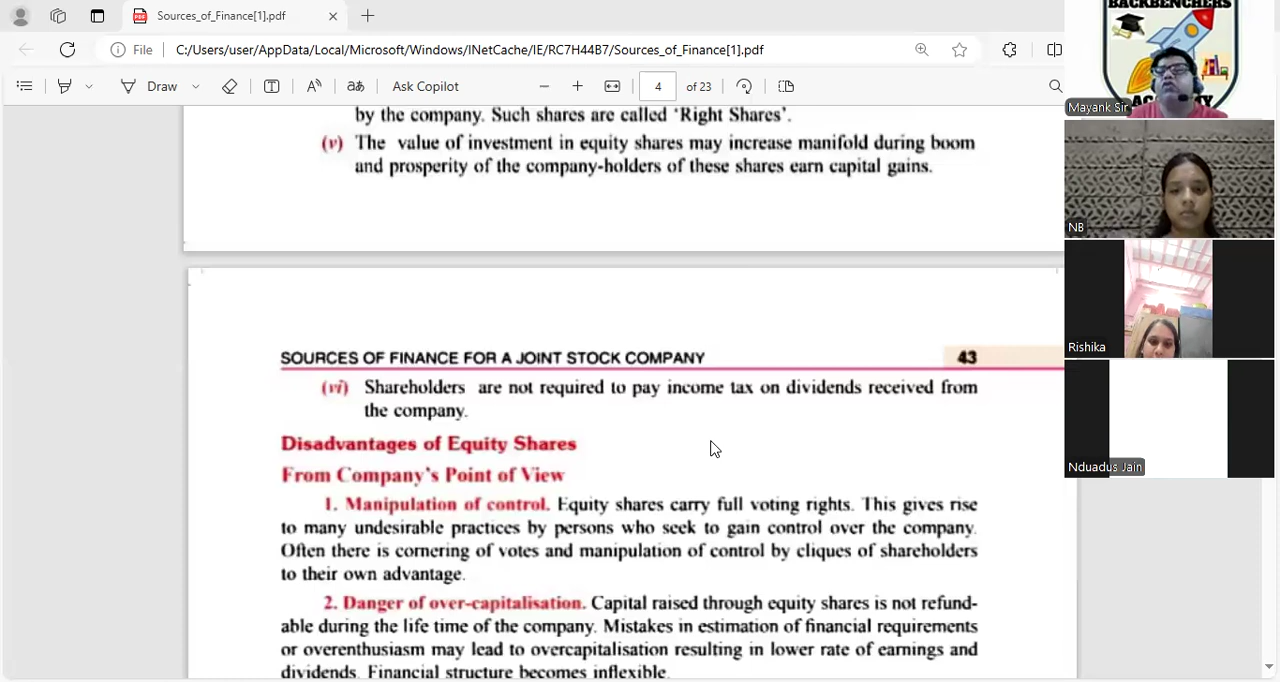 Sources_of_Finance[1].pdf
File
C:/Users/user/AppData/Local/Microsoft/Windows/INetCache/IE/RC7H44B7/Sources_of_Finance[1].pdf
Draw
Ask Copilot
4
of 23
BACKBENCHERS
Mayank Sir
NB
Rishika
Nduadus Jain
by the company. Such shares are called 'Right Shares'.
(v) The value of investment in equity shares may increase manifold during boom
and prosperity of the company-holders of these shares earn capital gains.
SOURCES OF FINANCE FOR A JOINT STOCK COMPANY 43
(vi) Shareholders are not required to pay income tax on dividends received from
the company.
Disadvantages of Equity Shares
From Company's Point of View
1. Manipulation of control. Equity shares carry full voting rights. This gives rise
to many undesirable practices by persons who seek to gain control over the company.
Often there is cornering of votes and manipulation of control by cliques of shareholders
to their own advantage.
2. Danger of over-capitalisation. Capital raised through equity shares is not refund-
able during the life time of the company. Mistakes in estimation of financial requirements
or overenthusiasm may lead to overcapitalisation resulting in lower rate of earnings and
dividends. Financial structure becomes inflexible.